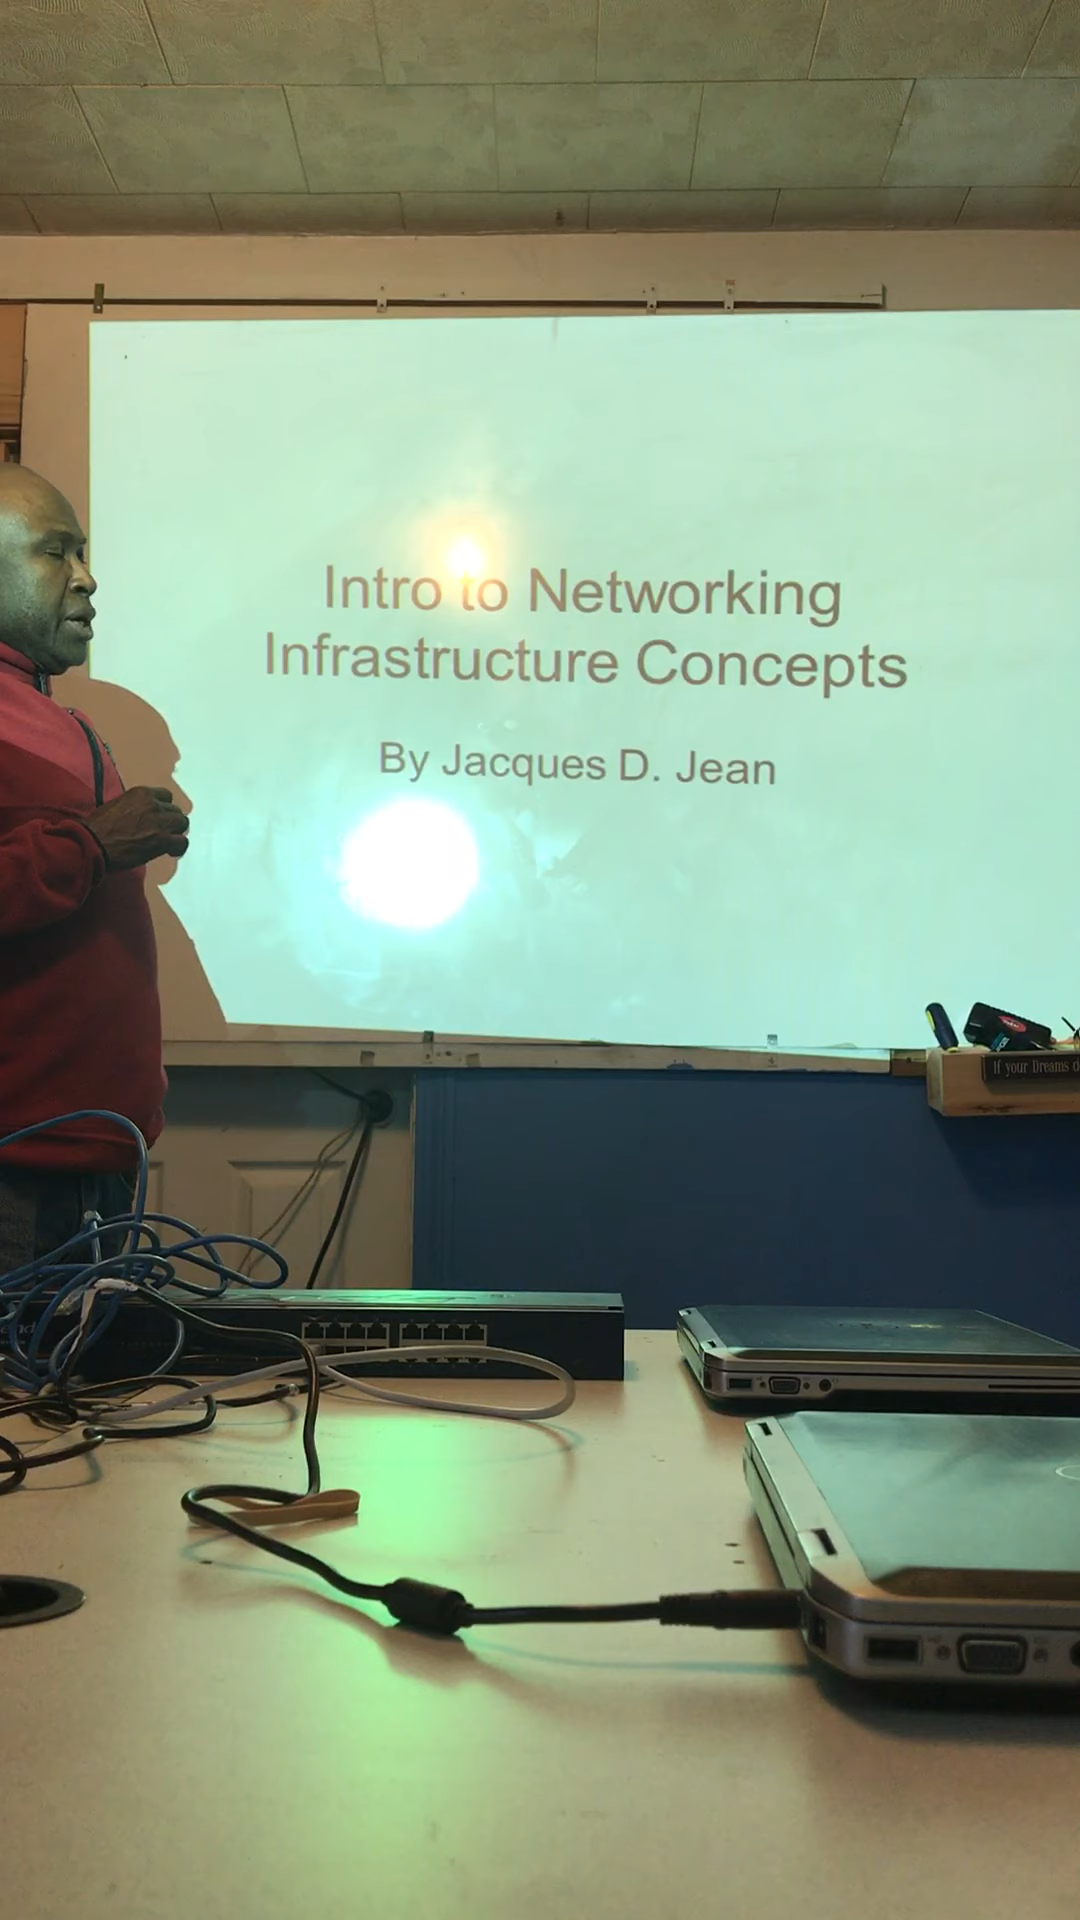 Intro to Networking
Infrastructure Concepts
By Jacques D. Jean
If your Dreams d